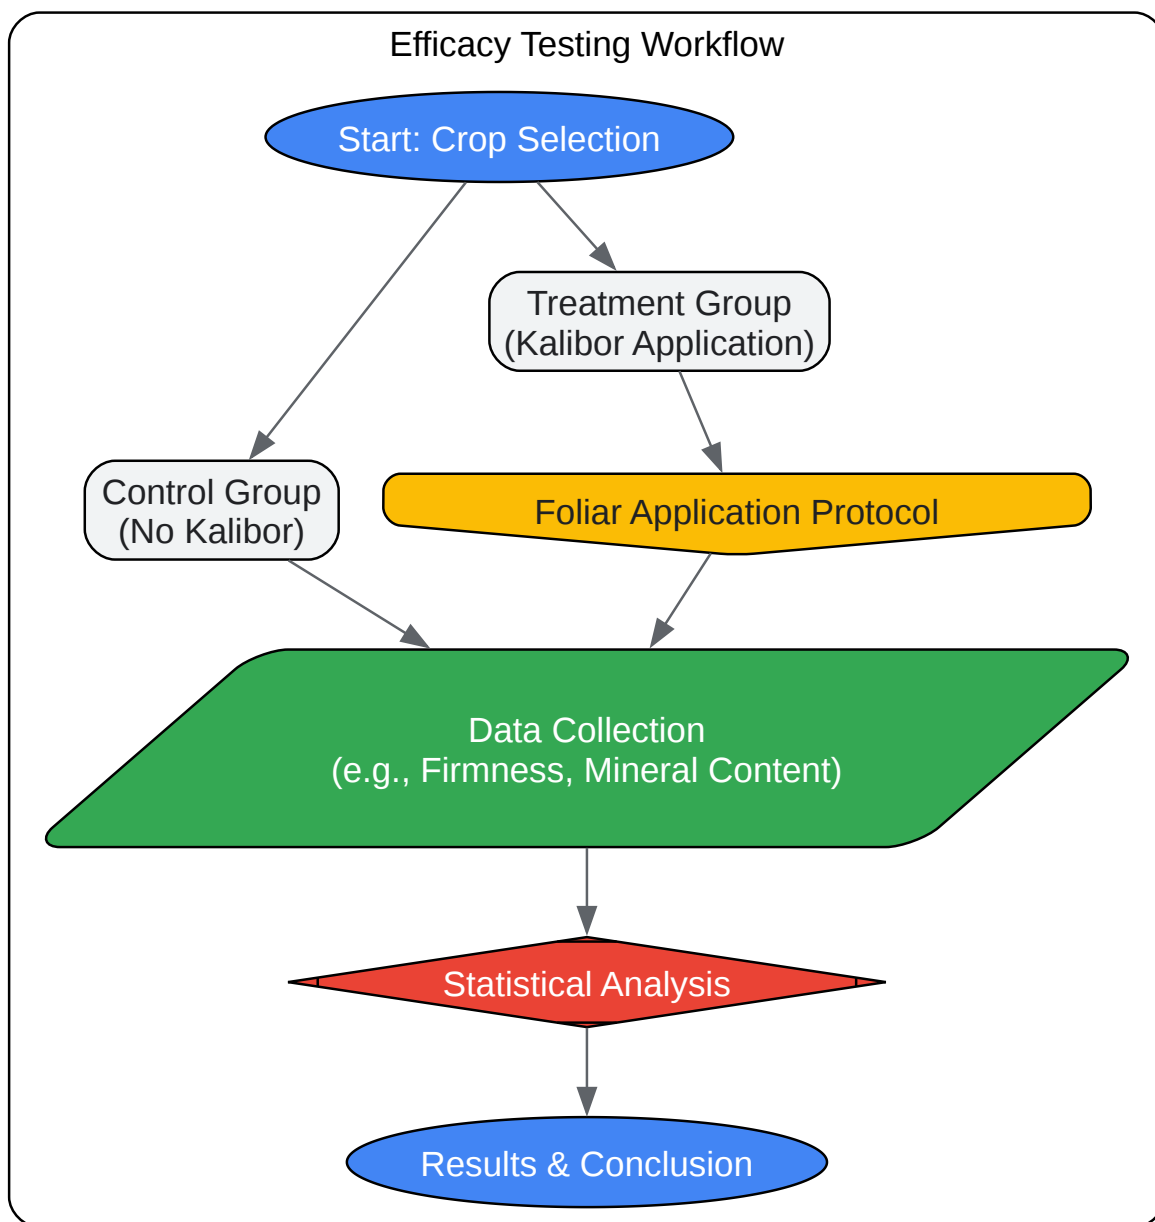 Efficacy Testing Workflow
Start: Crop Selection
Treatment Group
(Kalibor Application)
Control Group
(No Kalibor)
Foliar Application Protocol
Data Collection
(e.g., Firmness, Mineral Content)
Statistical Analysis
Results & Conclusion